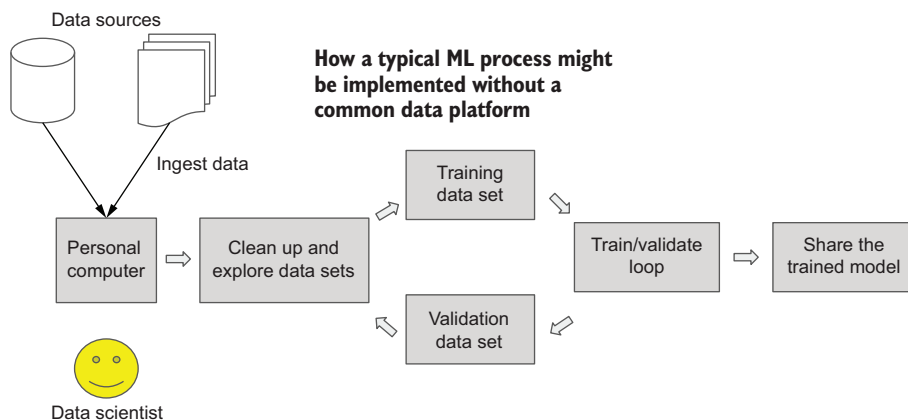 Data sources
How a typical ML process might
be implemented without a
common data platform
Ingest data
Training
data set
Personal
computer
Clean up and
explore data sets
Train/validate
loop
Share the
trained model
Validation
data set
Data scientist